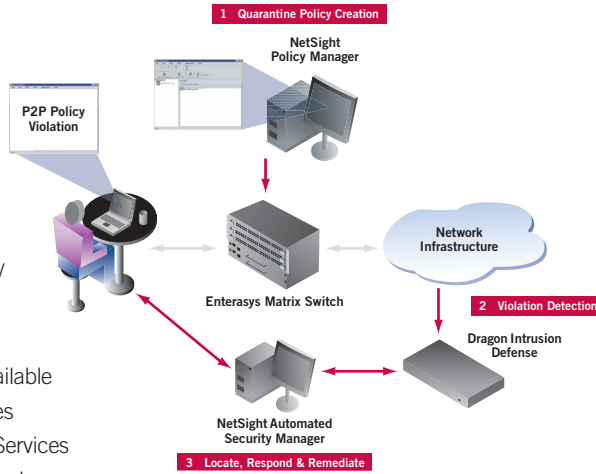 1 Quarantine Policy Creation
NetSight
Policy Manager
P2P Policy
Violation
Network
Infrastructure
Enterasys Matrix Switch
2 Violation Detection
Dragon Intrusion
Defense
NetSight Automated
Security Manager
3 Locate, Respond & Remediate
ailable
es
Services